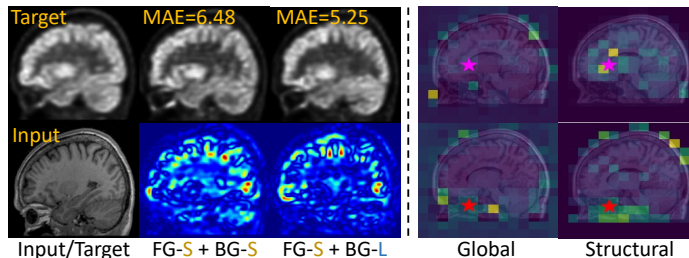 Target
MAE=6.48
MAE=5.25
Input
Input/Target
FG-S + BG-S
FG-S + BG-L
Global
Structural